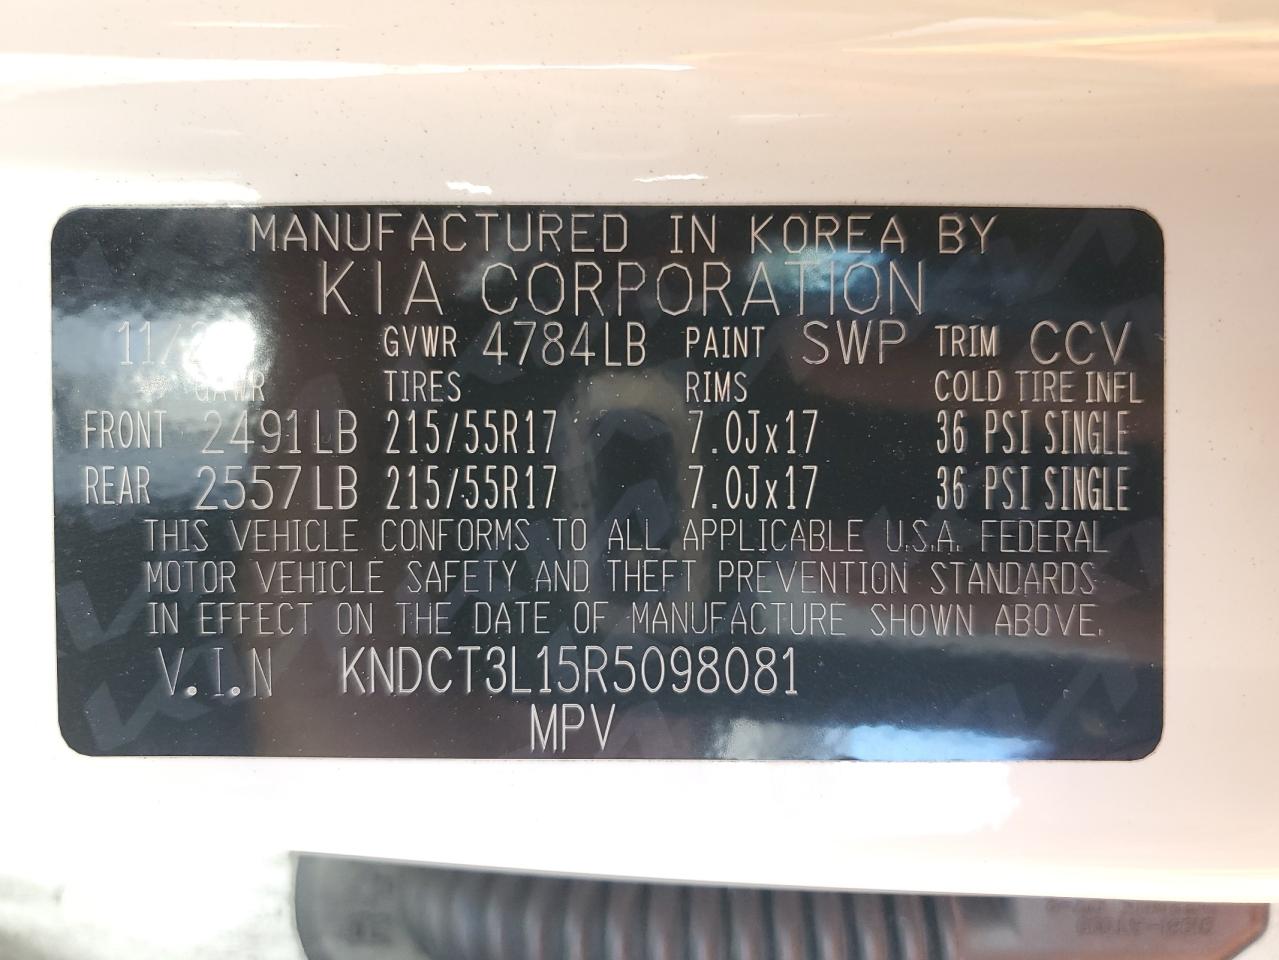 MANUFACTURED IN KOREA BY
KIA CORPORATION
11/2 GVWR 4784LB PAINT SWP TRIM CCV
GAWR TIRES RIMS COLD TIRE INFL
FRONT 2491LB 215/55R17 7.0Jx17 36 PSI SINGLE
REAR 2557LB 215/55R17 7.0Jx17 36 PSI SINGLE
THIS VEHICLE CONFORMS TO ALL APPLICABLE U.S.A. FEDERAL
MOTOR VEHICLE SAFETY AND THEFT PREVENTION STANDARDS
IN EFFECT ON THE DATE OF MANUFACTURE SHOWN ABOVE.
V.I.N KNDCT3L15R5098081
MPV